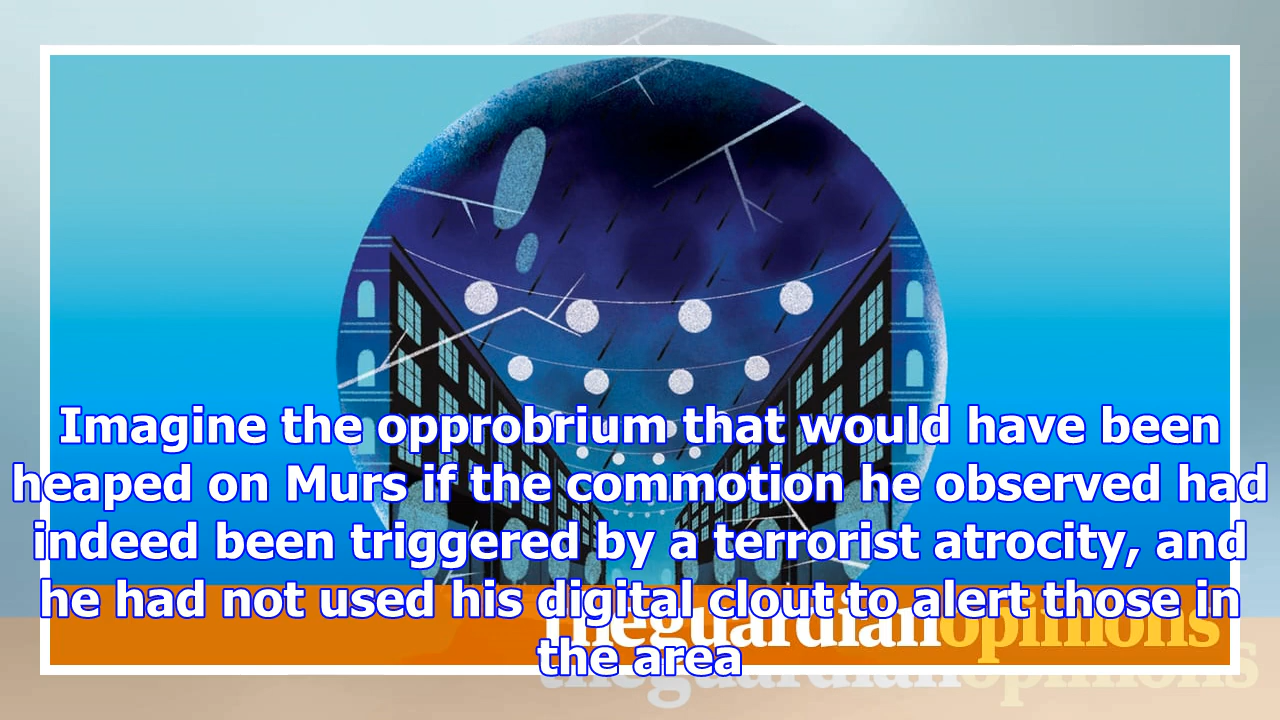 Imagine the opprobrium that would have been
heaped on Murs if the commotion he observed had
indeed been triggered by a terrorist atrocity, and
he had not used his digital clout to alert those in
the area
theguardianopinions
theguardianopinions